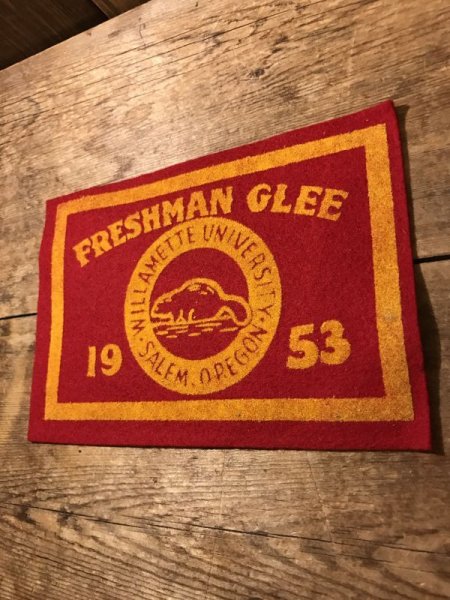 FRESHMAN GLEE
WILLAMETTE UNIVERSITY
SALEM, OREGON
19 53